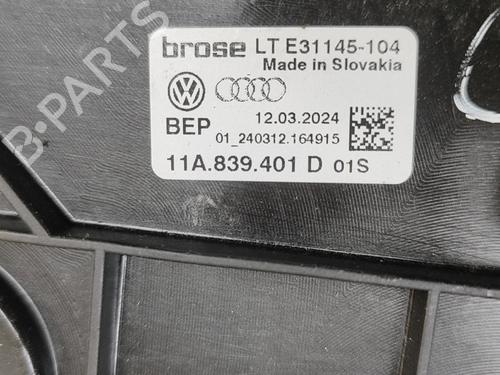 brose LT E31145-104
Made in Slovakia
BEP 12.03.2024
01_240312.164915
11A.839.401 D 01S
B-PARTS